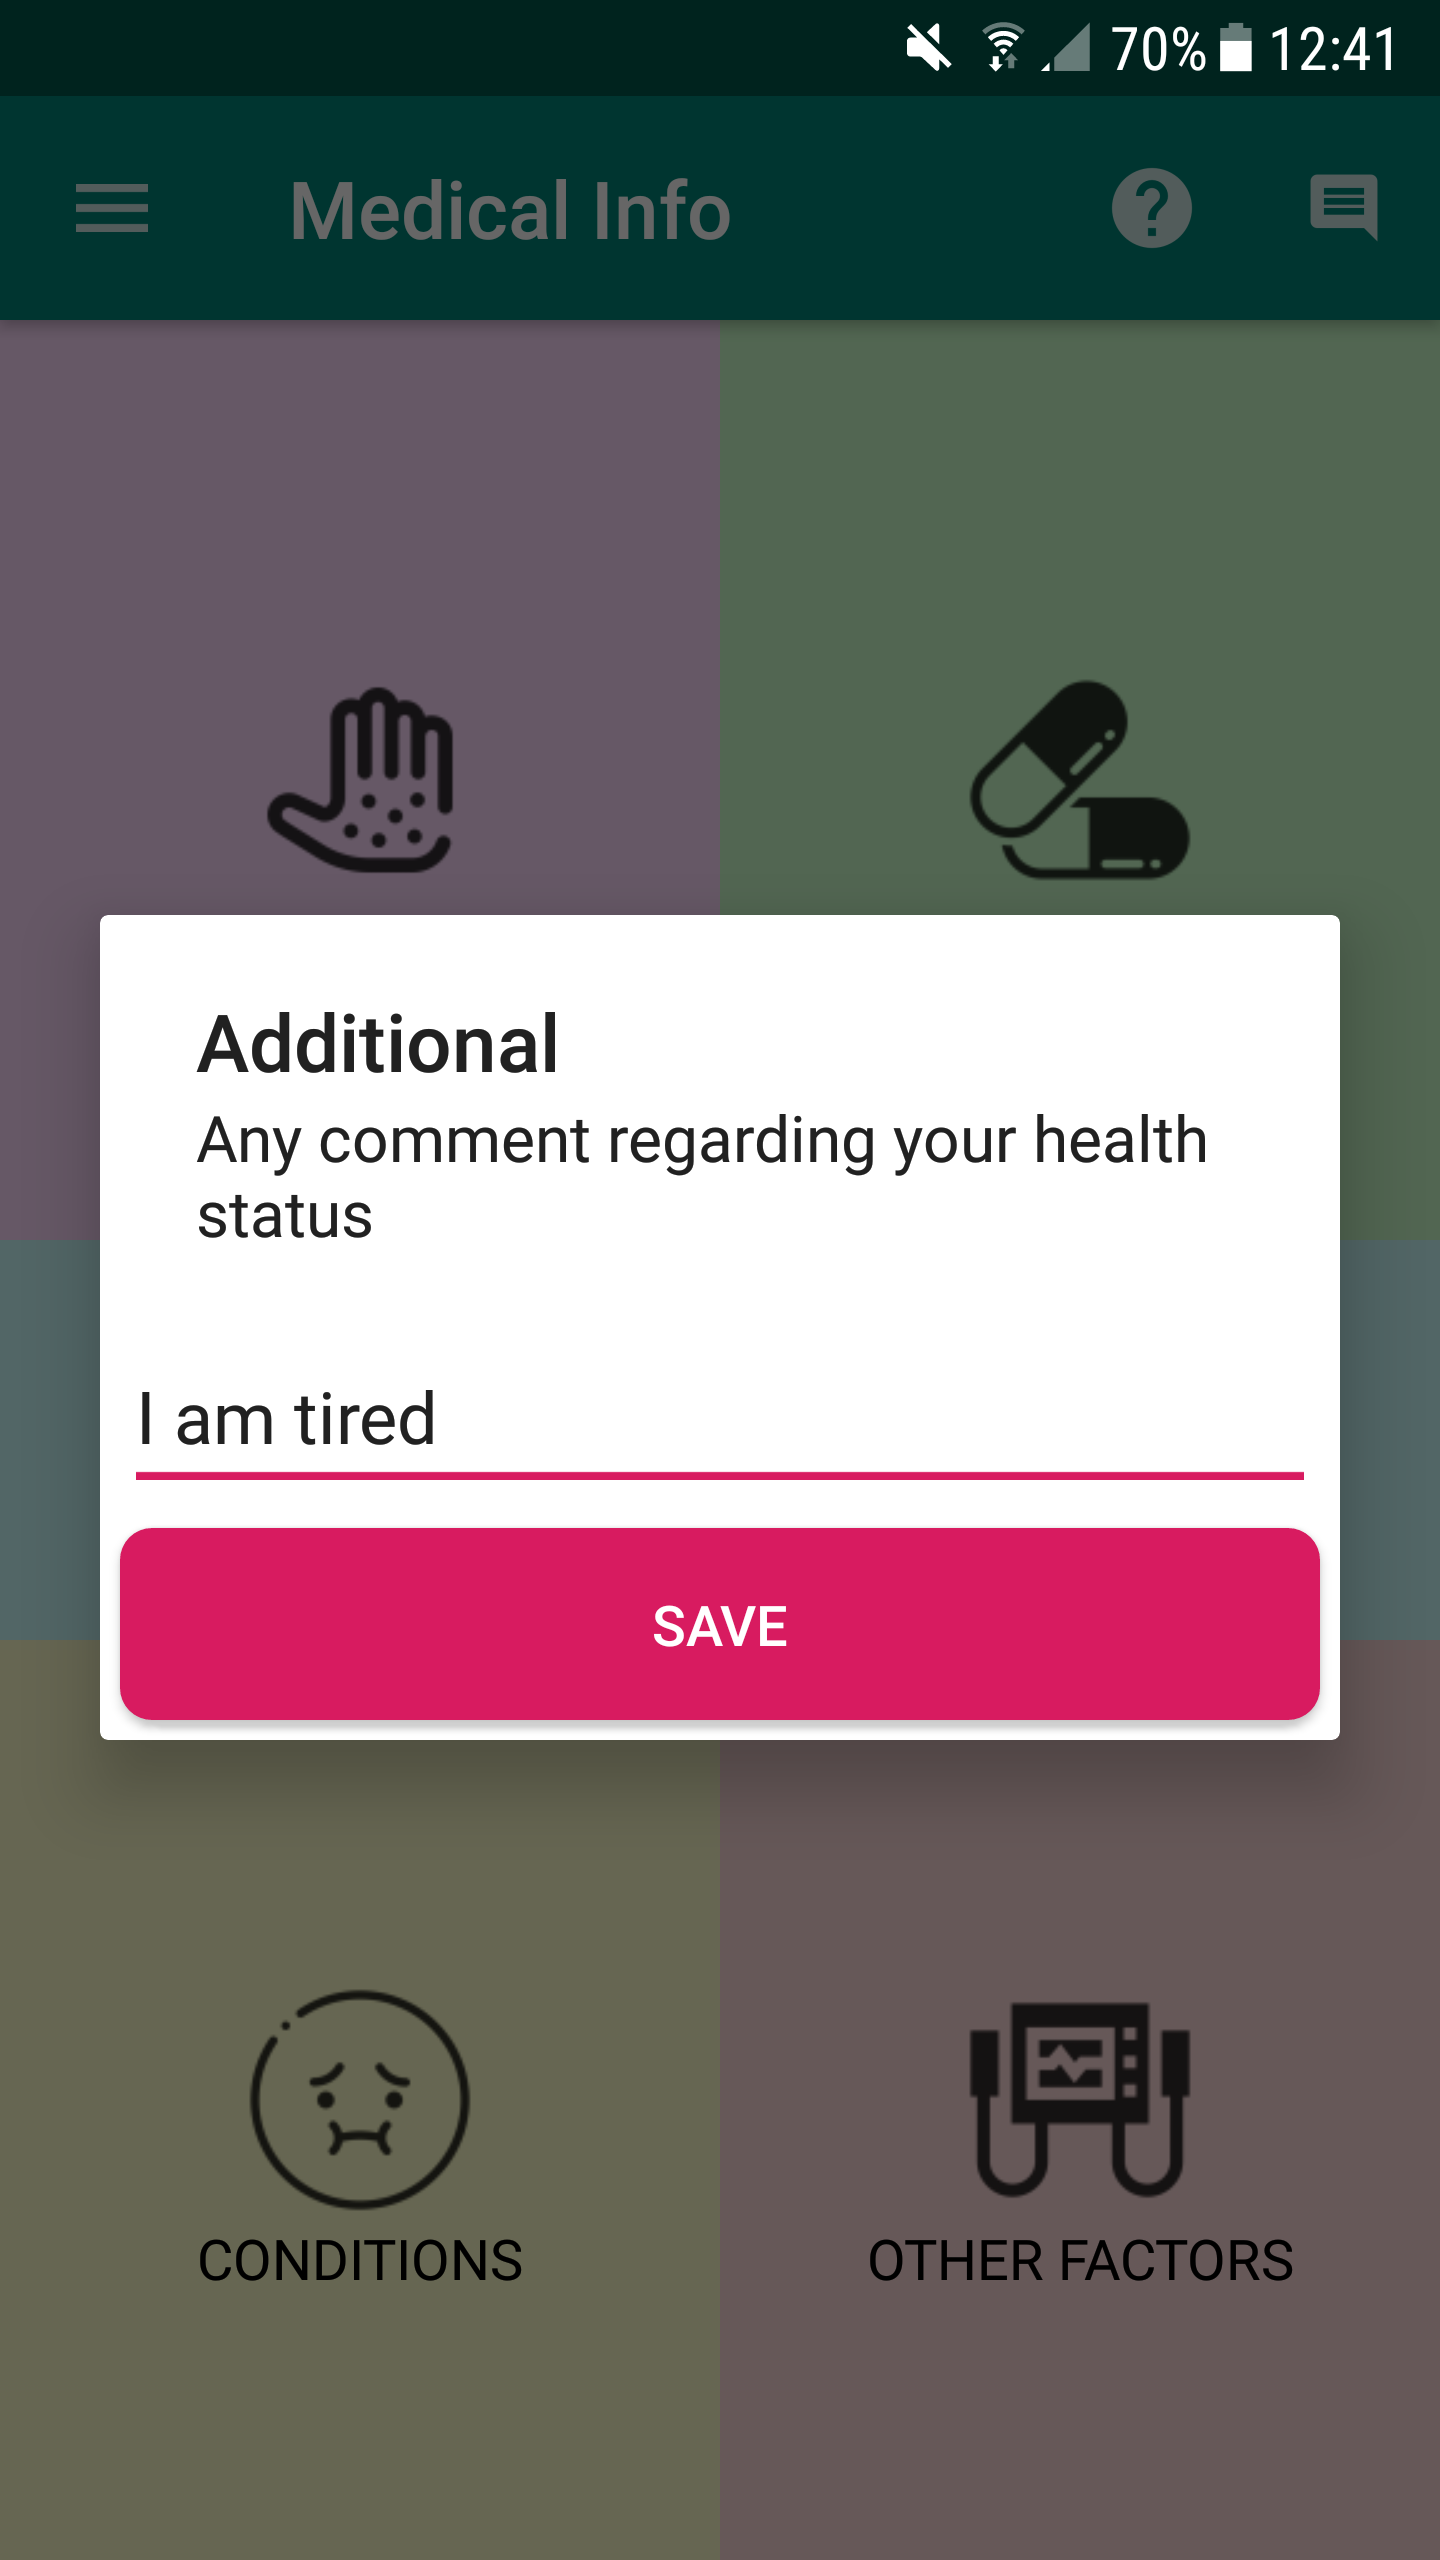 70% 12:41
Medical Info
Additional
Any comment regarding your health
status
I am tired
SAVE
CONDITIONS
OTHER FACTORS